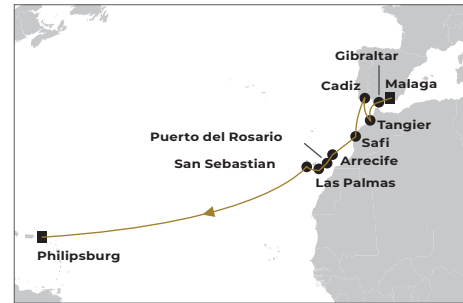 Gibraltar
Cadiz
Malaga
Tangier
Puerto del Rosario
Safi
San Sebastian
Arrecife
Las Palmas
Philipsburg